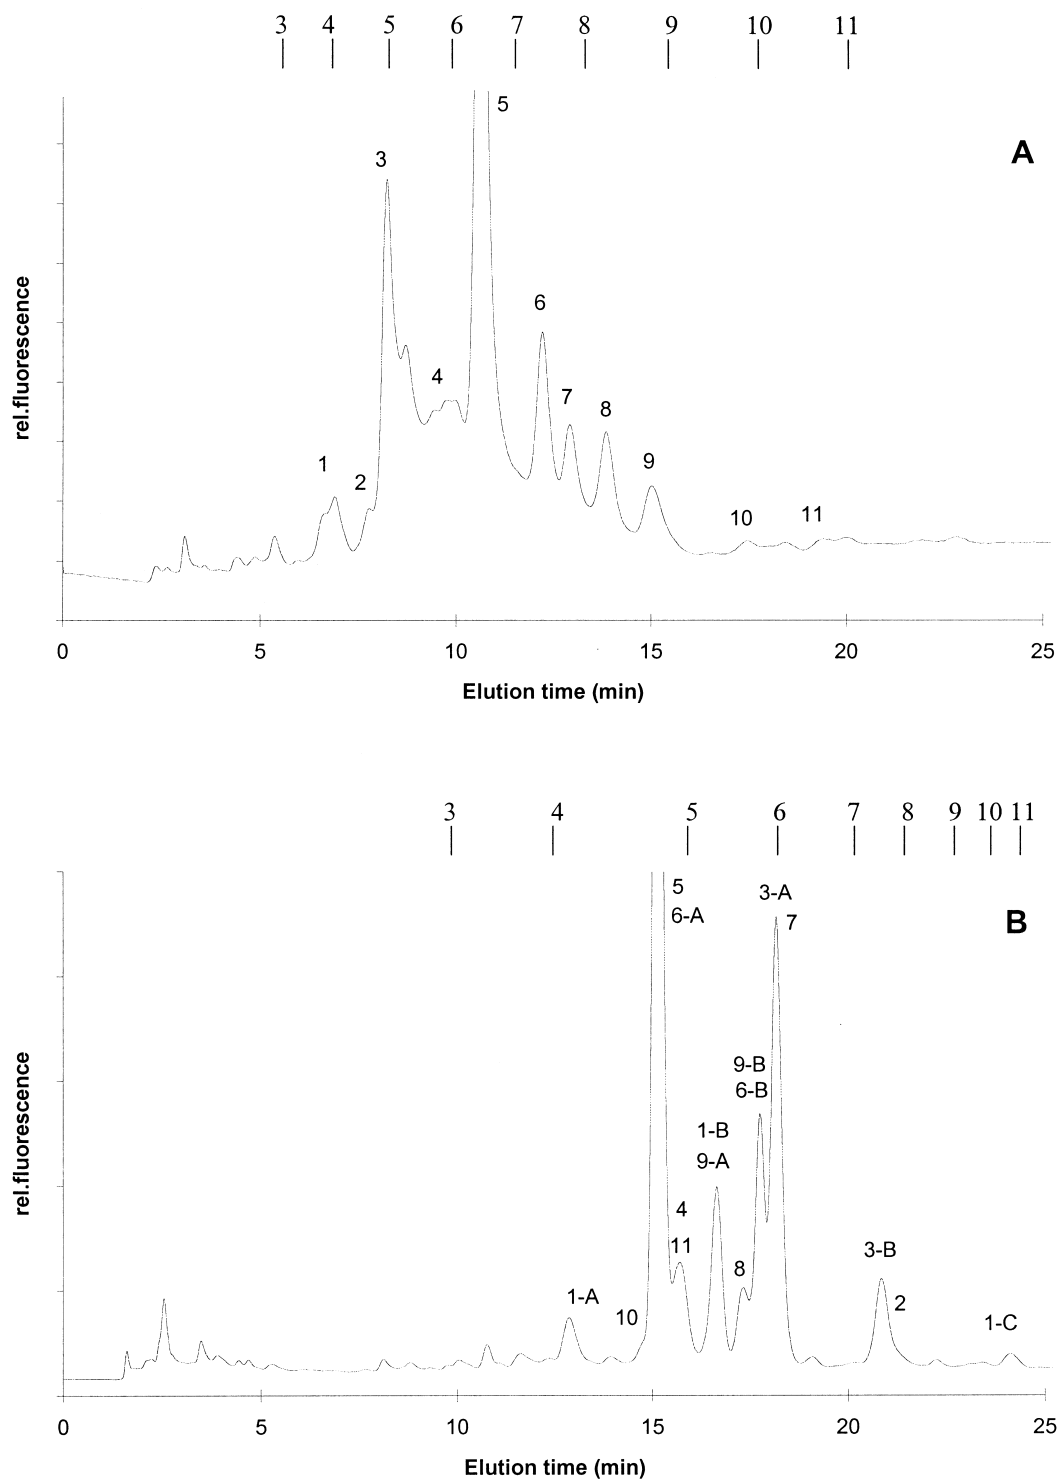 3 4 5 6 7 8 9 10 11
5
A
3
6
4
7
8
1
2
9
10
11
rel.fluorescence
0 5 10 15 20 25
Elution time (min)
3 4 5 6 7 8 9 10 11
5
3-A
6-A
7
B
9-B
6-B
1-B
9-A
4
11
3-B
8
1-A
2
10
1-C
rel.fluorescence
0 5 10 15 20 25
Elution time (min)